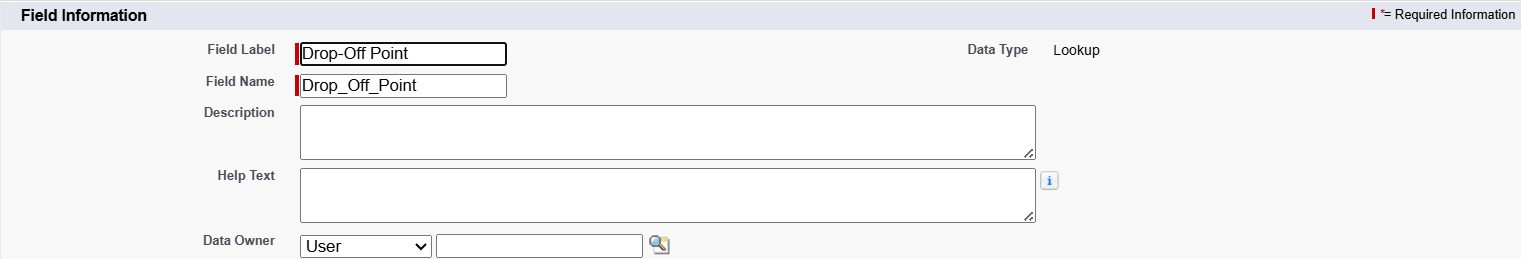 Field Information
*= Required Information
Field Label
Drop-Off Point
Data Type
Lookup
Field Name
Drop_Off_Point
Description
Help Text
i
Data Owner
User